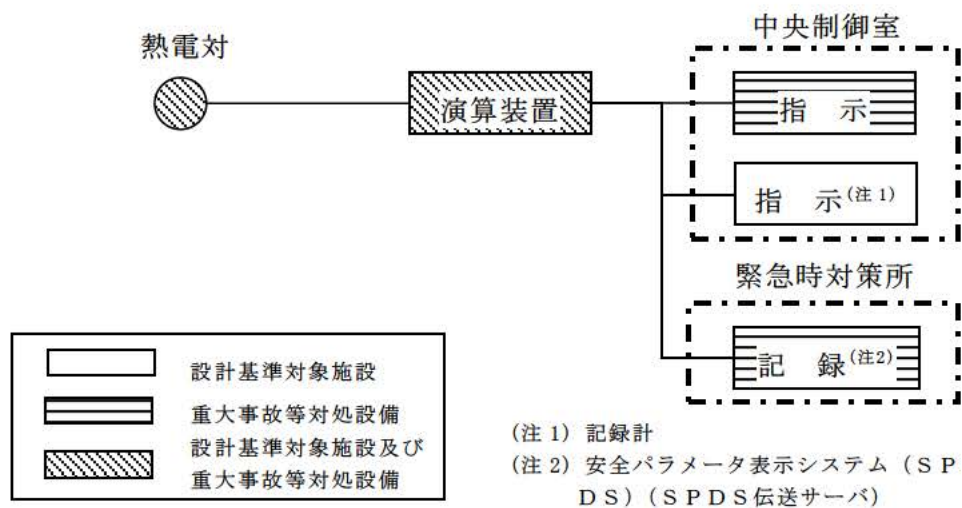 中央制御室
熱電対
演算装置
指 示
指 示(注1)
緊急時対策所
記 録(注2)
設計基準対象施設
重大事故等対処設備
設計基準対象施設及び
重大事故等対処設備
(注1) 記録計
(注2) 安全パラメータ表示システム(SP
DS)(SPDS伝送サーバ)